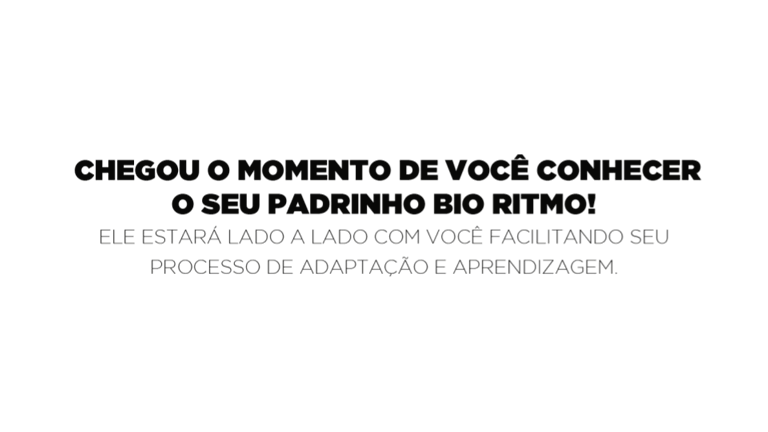 CHEGOU O MOMENTO DE VOCÊ CONHECER
O SEU PADRINHO BIO RITMO!
ELE ESTARÁ LADO A LADO COM VOCÊ FACILITANDO SEU
PROCESSO DE ADAPTAÇÃO E APRENDIZAGEM.